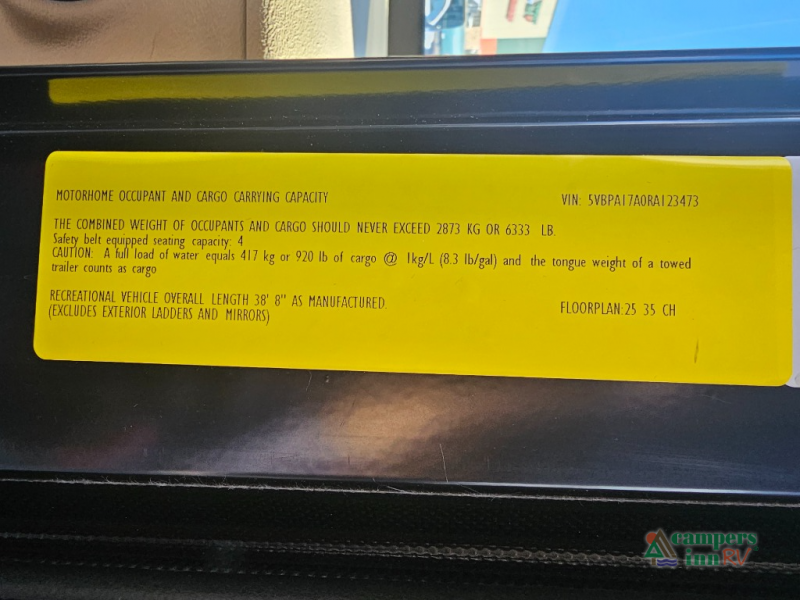 MOTORHOME OCCUPANT AND CARGO CARRYING CAPACITY
VIN: 5VBPA17A0RA123473
THE COMBINED WEIGHT OF OCCUPANTS AND CARGO SHOULD NEVER EXCEED 2873 KG OR 6333 LB.
Safety belt equipped seating capacity: 4
CAUTION: A full load of water equals 417 kg or 920 lb of cargo @ 1kg/L (8.3 lb/gal) and the tongue weight of a towed
trailer counts as cargo
RECREATIONAL VEHICLE OVERALL LENGTH 38' 8" AS MANUFACTURED.
(EXCLUDES EXTERIOR LADDERS AND MIRRORS)
FLOORPLAN:25 35 CH
campers
inn RV